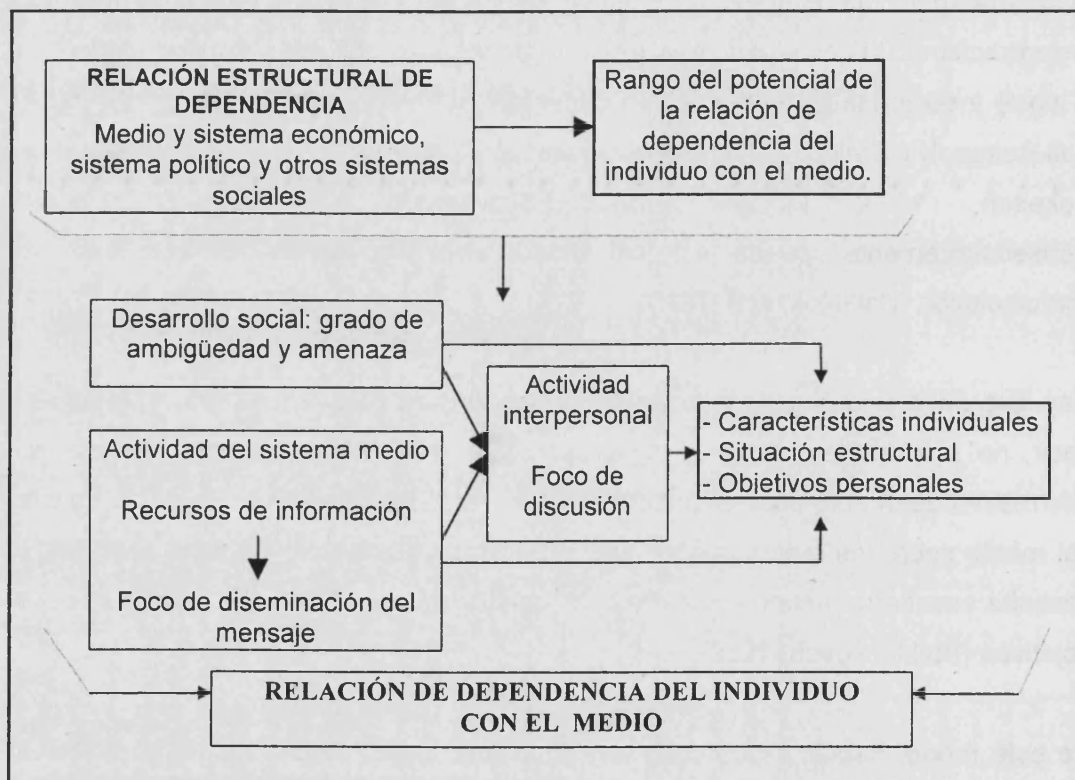 RELACIÓN ESTRUCTURAL DE
DEPENDENCIA
Medio y sistema económico,
sistema político y otros sistemas
sociales
Rango del potencial de
la relación de
dependencia del
individuo con el medio.
Desarrollo social: grado de
ambigüedad y amenaza
Actividad del sistema medio
Recursos de información
Foco de diseminación del
mensaje
Actividad
interpersonal
Foco de
discusión
- Características individuales
- Situación estructural
- Objetivos personales
RELACIÓN DE DEPENDENCIA DEL INDIVIDUO
CON EL MEDIO